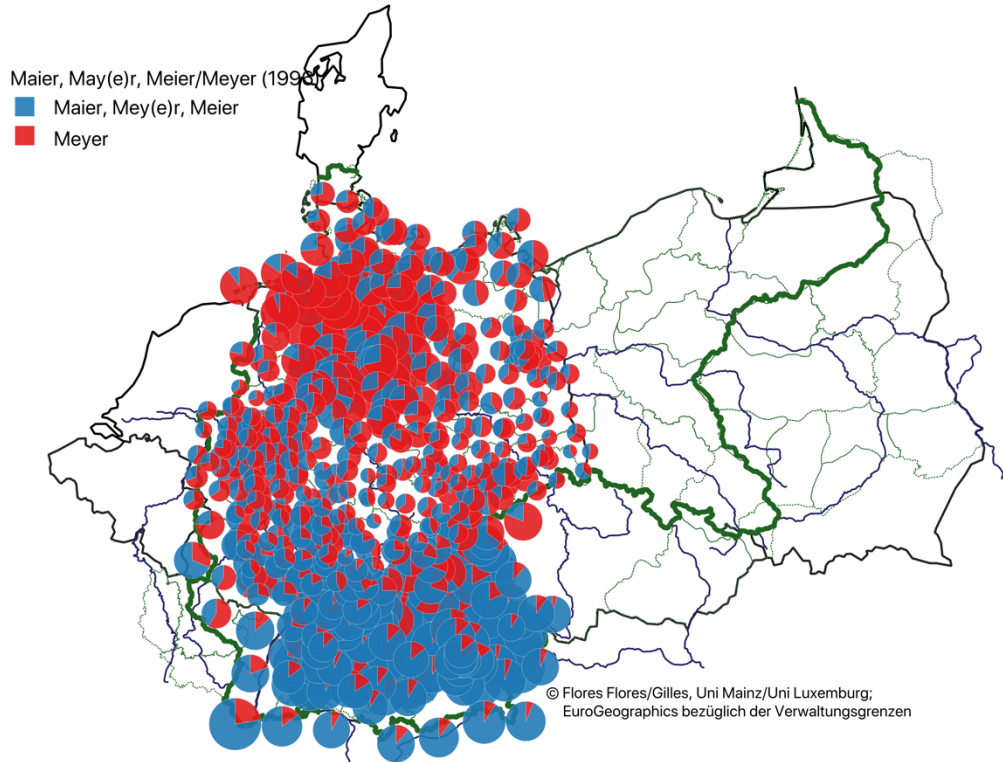 Maier, May(e)r, Meier/Meyer (1996)
Maier, Mey(e)r, Meier
Meyer
© Flores Flores/Gilles, Uni Mainz/Uni Luxemburg;
EuroGeographics bezüglich der Verwaltungsgrenzen